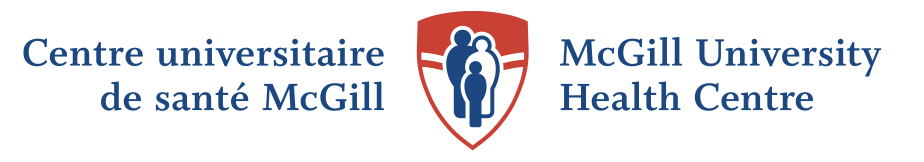 Centre universitaire
de santé McGill
McGill University
Health Centre